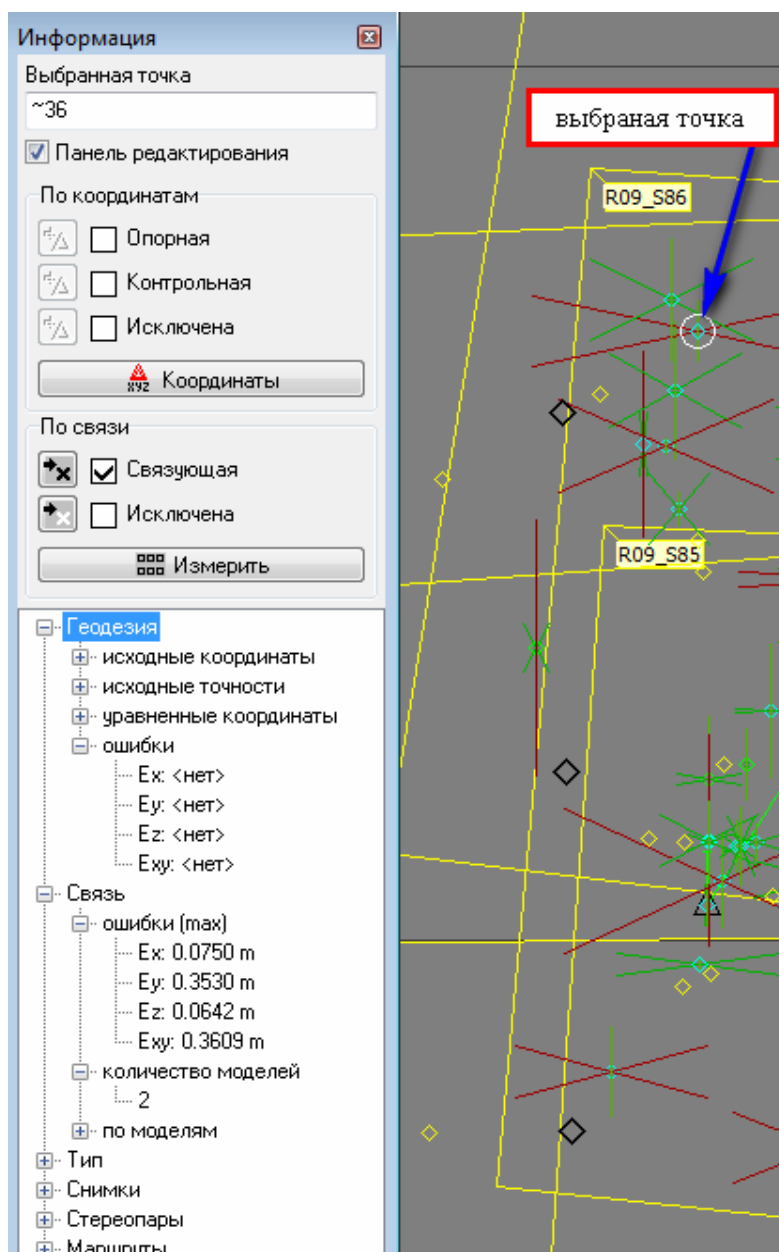 Информация
Выбранная точка
~36
Панель редактирования
По координатам
Опорная
Контрольная
Исключена
XYZ Координаты
По связи
Связующая
Исключена
Измерить
Геодезия
исходные координаты
исходные точности
уравненные координаты
ошибки
Ex: <нет>
Ey: <нет>
Ez: <нет>
Exy: <нет>
Связь
ошибки (max)
Ex: 0.0750 m
Ey: 0.3530 m
Ez: 0.0642 m
Exy: 0.3609 m
количество моделей
2
по моделям
Тип
Снимки
Стереопары
Маршруты
выбраная точка
R09_S86
R09_S85